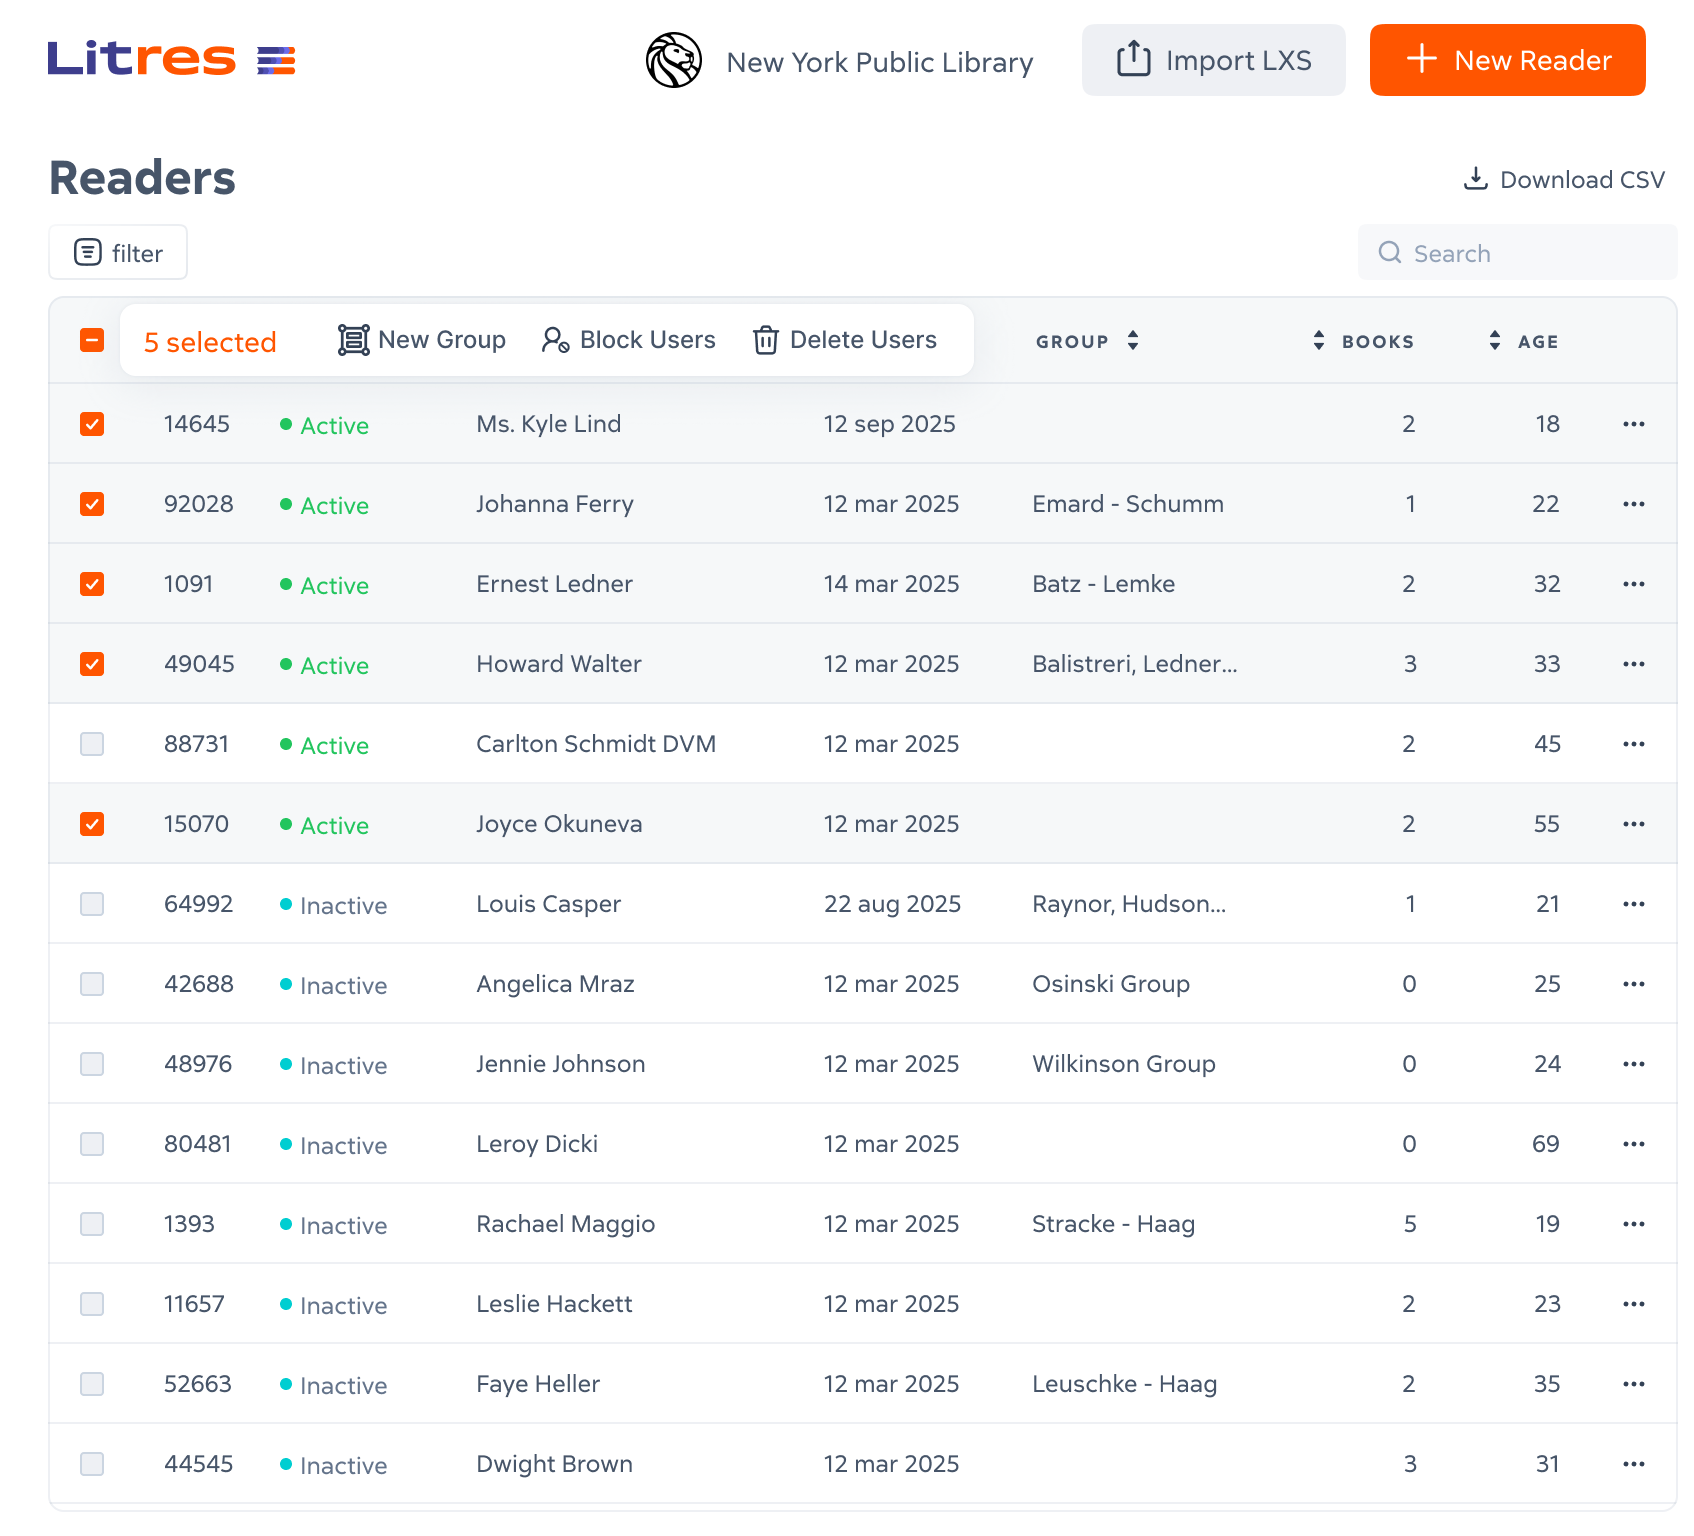 Litres
New York Public Library
Import LXS
New Reader
Readers
Download CSV
filter
Search
5 selected New Group Block Users Delete Users GROUP BOOKS AGE
14645 Active Ms. Kyle Lind 12 sep 2025 2 18
92028 Active Johanna Ferry 12 mar 2025 Emard - Schumm 1 22
1091 Active Ernest Ledner 14 mar 2025 Batz - Lemke 2 32
49045 Active Howard Walter 12 mar 2025 Balistreri, Ledner... 3 33
88731 Active Carlton Schmidt DVM 12 mar 2025 2 45
15070 Active Joyce Okuneva 12 mar 2025 2 55
64992 Inactive Louis Casper 22 aug 2025 Raynor, Hudson... 1 21
42688 Inactive Angelica Mraz 12 mar 2025 Osinski Group 0 25
48976 Inactive Jennie Johnson 12 mar 2025 Wilkinson Group 0 24
80481 Inactive Leroy Dicki 12 mar 2025 0 69
1393 Inactive Rachael Maggio 12 mar 2025 Stracke - Haag 5 19
11657 Inactive Leslie Hackett 12 mar 2025 2 23
52663 Inactive Faye Heller 12 mar 2025 Leuschke - Haag 2 35
44545 Inactive Dwight Brown 12 mar 2025 3 31